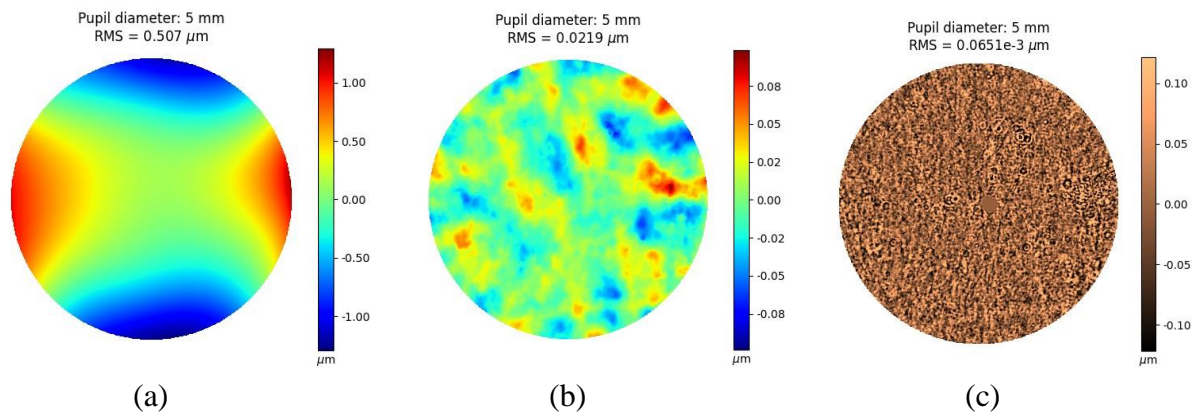 Pupil diameter: 5 mm
RMS = 0.507 μm
1.00
0.50
0.00
-0.50
-1.00
μm
(a)
Pupil diameter: 5 mm
RMS = 0.0219 μm
0.08
0.05
0.02
0.00
-0.02
-0.05
-0.08
μm
(b)
Pupil diameter: 5 mm
RMS = 0.0651e-3 μm
0.10
0.05
0.00
-0.05
-0.10
μm
(c)